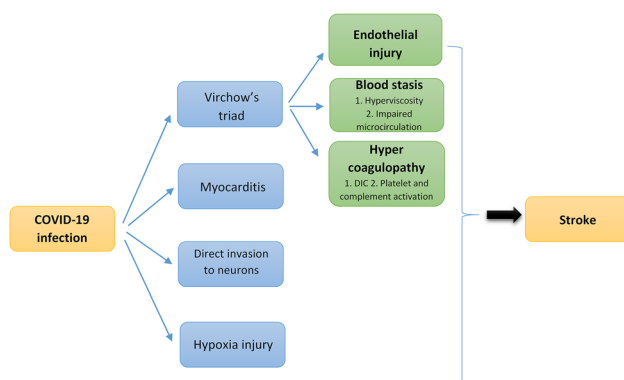 Endothelial
injury
Blood stasis
1. Hyperviscosity
2. Impaired
microcirculation
Hyper
coagulopathy
1. DIC 2. Platelet and
complement activation
Virchow's
triad
Myocarditis
Direct invasion
to neurons
Hypoxia injury
COVID-19
infection
Stroke